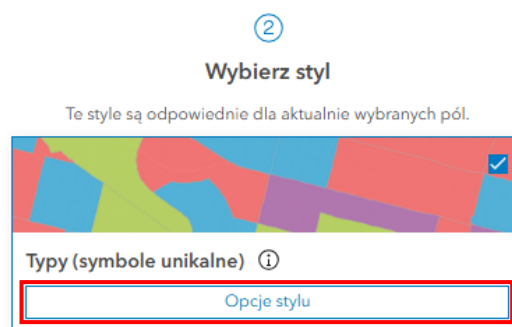 2
Wybierz styl
Te style są odpowiednie dla aktualnie wybranych pól.
Typy (symbole unikalne)
Opcje stylu